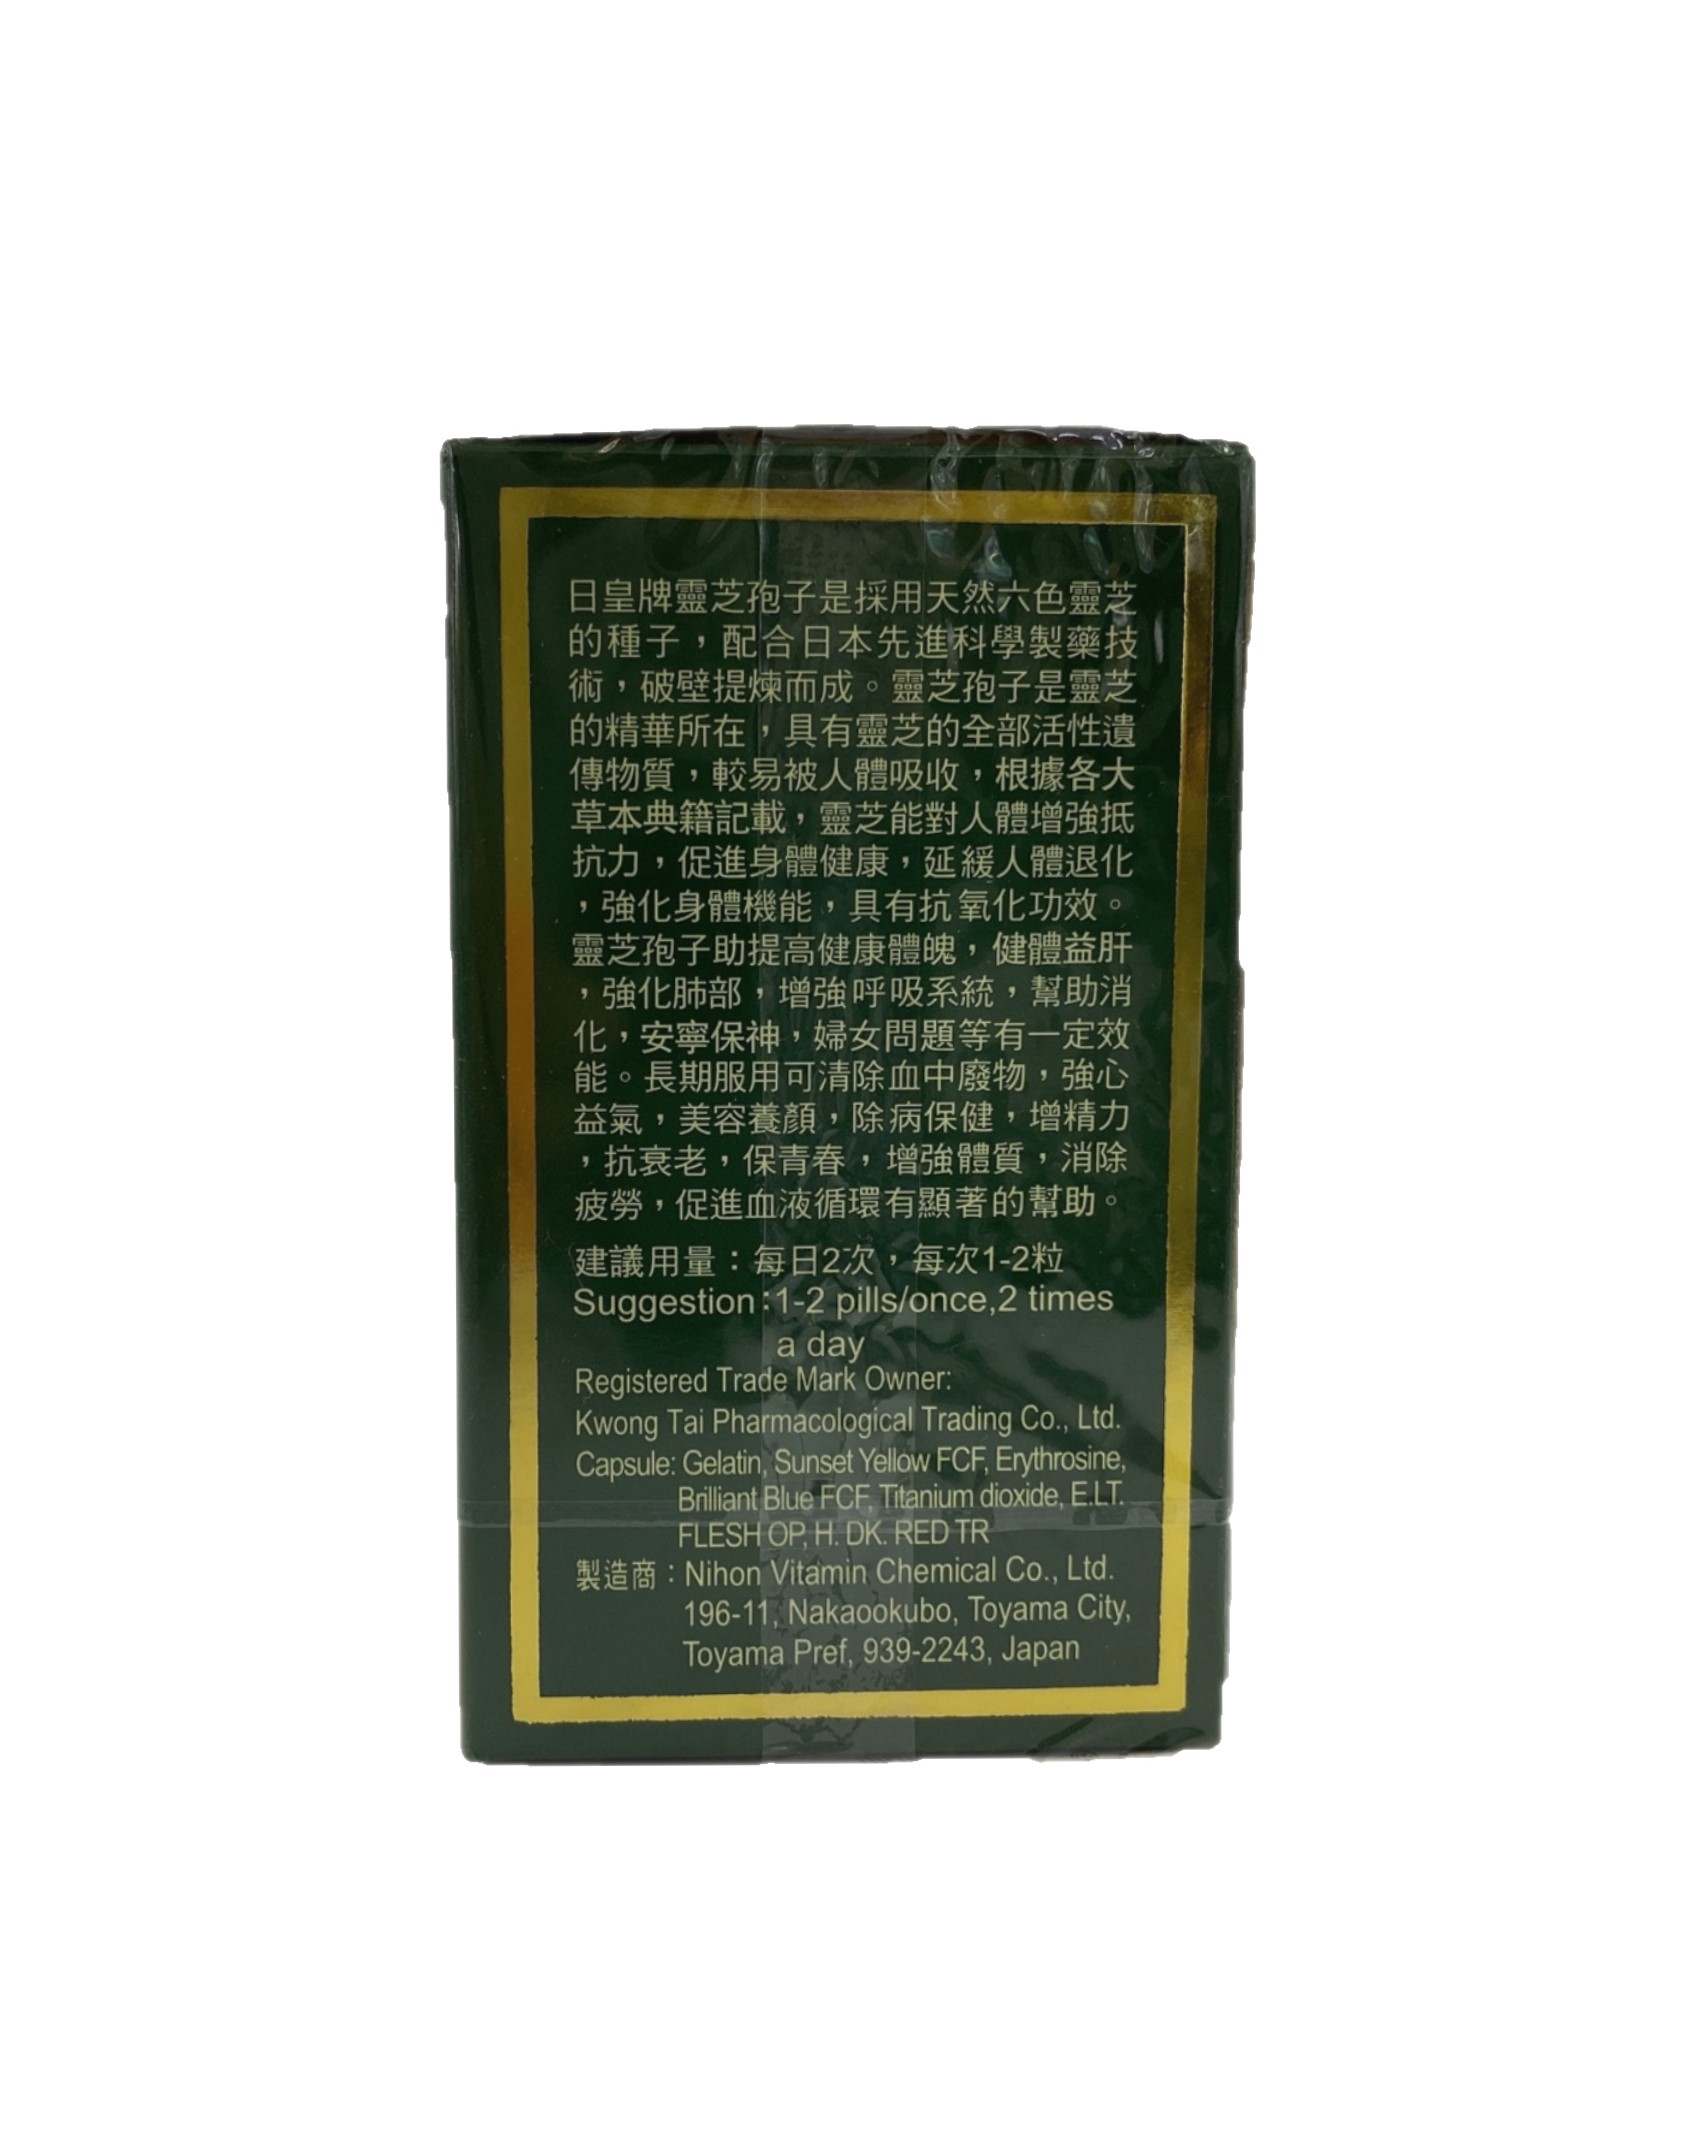 日皇牌靈芝孢子是採用天然六色靈芝
的種子，配合日本先進科學製藥技
術，破壁提煉而成。靈芝孢子是靈芝
的精華所在，具有靈芝的全部活性遺
傳物質，較易被人體吸收，根據各大
草本典籍記載，靈芝能對人體增強抵
抗力，促進身體健康，延緩人體退化
，強化身體機能，具有抗氧化功效。
靈芝孢子助提高健康體魄，健體益肝
，強化肺部，增強呼吸系統，幫助消
化，安寧保神，婦女問題等有一定效
能。長期服用可清除血中廢物，強心
益氣，美容養顏，除病保健，增精力
，抗衰老，保青春，增強體質，消除
疲勞，促進血液循環有顯著的幫助。
建議用量：每日2次，每次1-2粒
Suggestion:1-2 pills/once,2 times
a day
Registered Trade Mark Owner:
Kwong Tai Pharmacological Trading Co., Ltd.
Capsule: Gelatin, Sunset Yellow FCF, Erythrosine,
Brilliant Blue FCF, Titanium dioxide, E.LT.
FLESH OP, H. DK. RED TR
製造商：Nihon Vitamin Chemical Co., Ltd.
196-11, Nakaookubo, Toyama City,
Toyama Pref, 939-2243, Japan